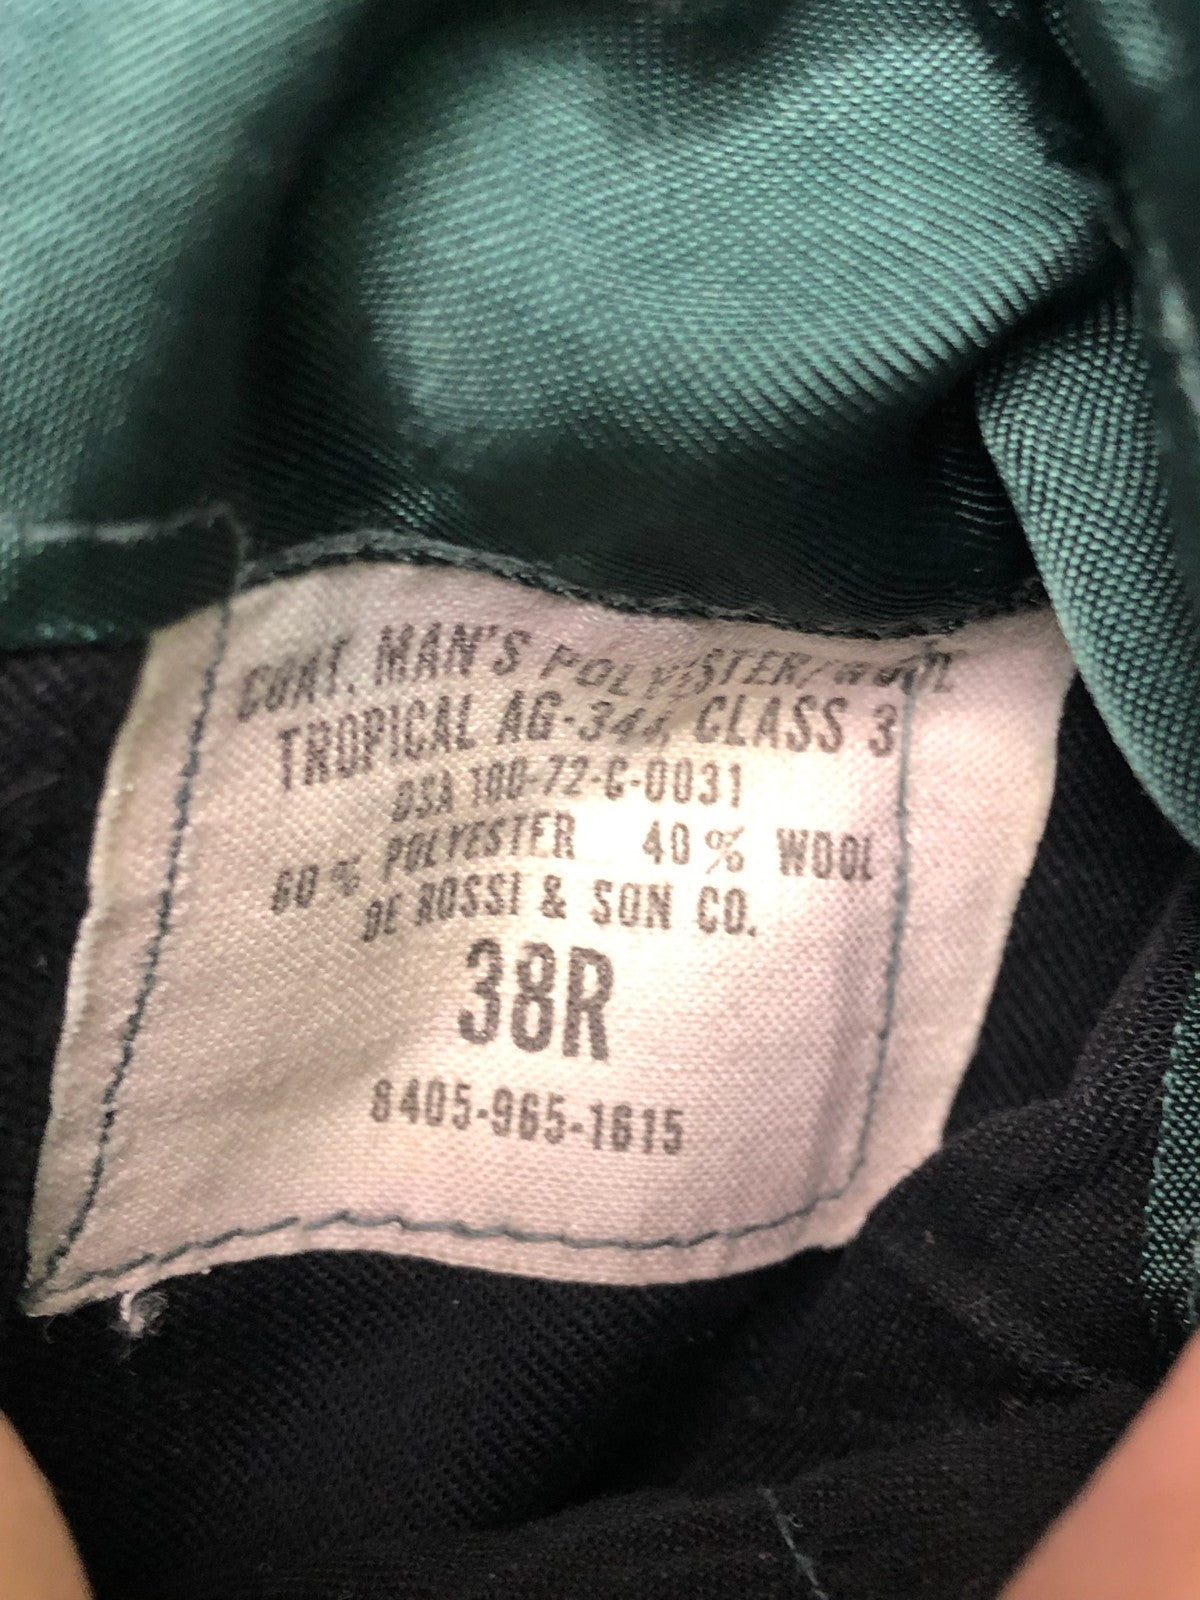 COAT, MAN'S POLYESTER/WOOL
TROPICAL AG-344, CLASS 3
DSA 100-72-C-0031
60% POLYESTER 40% WOOL
DE ROSSI & SON CO.
38R
8405-965-1615